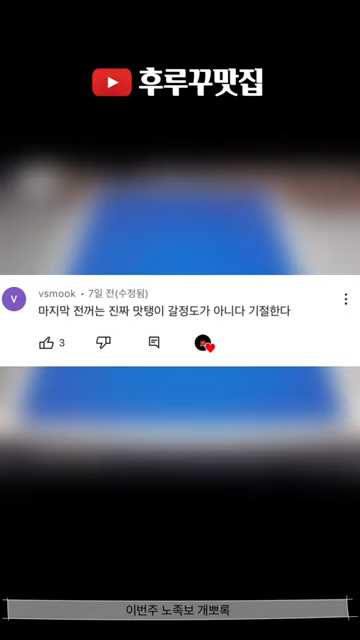 후루꾸맛집
V
vsmook • 7일 전(수정됨)
마지막 전꺼는 진짜 맛탱이 갈정도가 아니다 기절한다
3
이번주 노족보 개뽀록